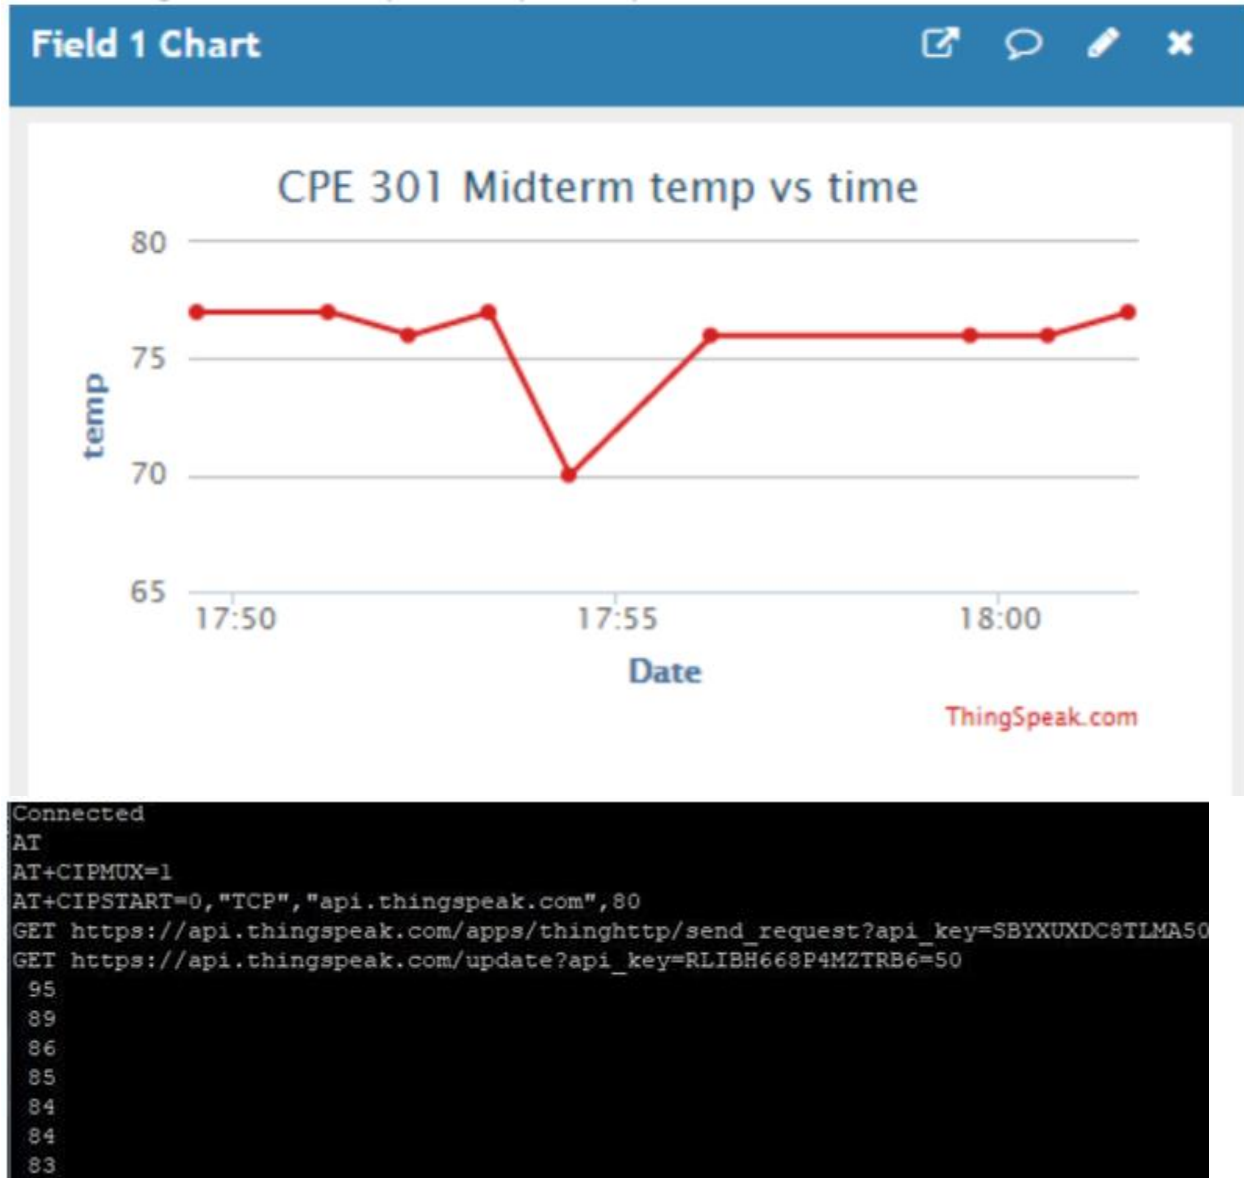 Field 1 Chart
CPE 301 Midterm temp vs time
80
75
70
65
temp
17:50 17:55 18:00
Date
ThingSpeak.com
Connected
AT
AT+CIPMUX=1
AT+CIPSTART=0,"TCP","api.thingspeak.com",80
GET https://api.thingspeak.com/apps/thinghttp/send_request?api_key=SBYXUXDC8TLMA50
GET https://api.thingspeak.com/update?api_key=RLIBH668P4MZTRB6=50
95
89
86
85
84
84
83